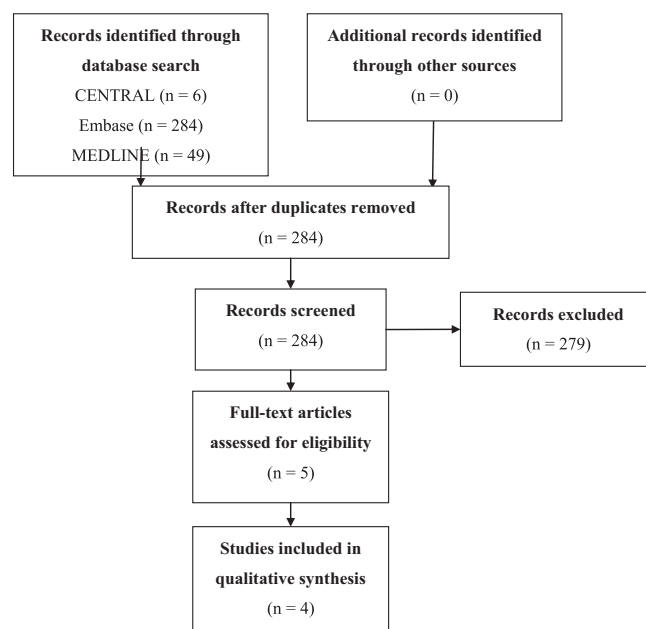 Records identified through
database search
CENTRAL (n = 6)
Embase (n = 284)
MEDLINE (n = 49)
Additional records identified
through other sources
(n = 0)
Records after duplicates removed
(n = 284)
Records screened
(n = 284)
Records excluded
(n = 279)
Full-text articles
assessed for eligibility
(n = 5)
Studies included in
qualitative synthesis
(n = 4)